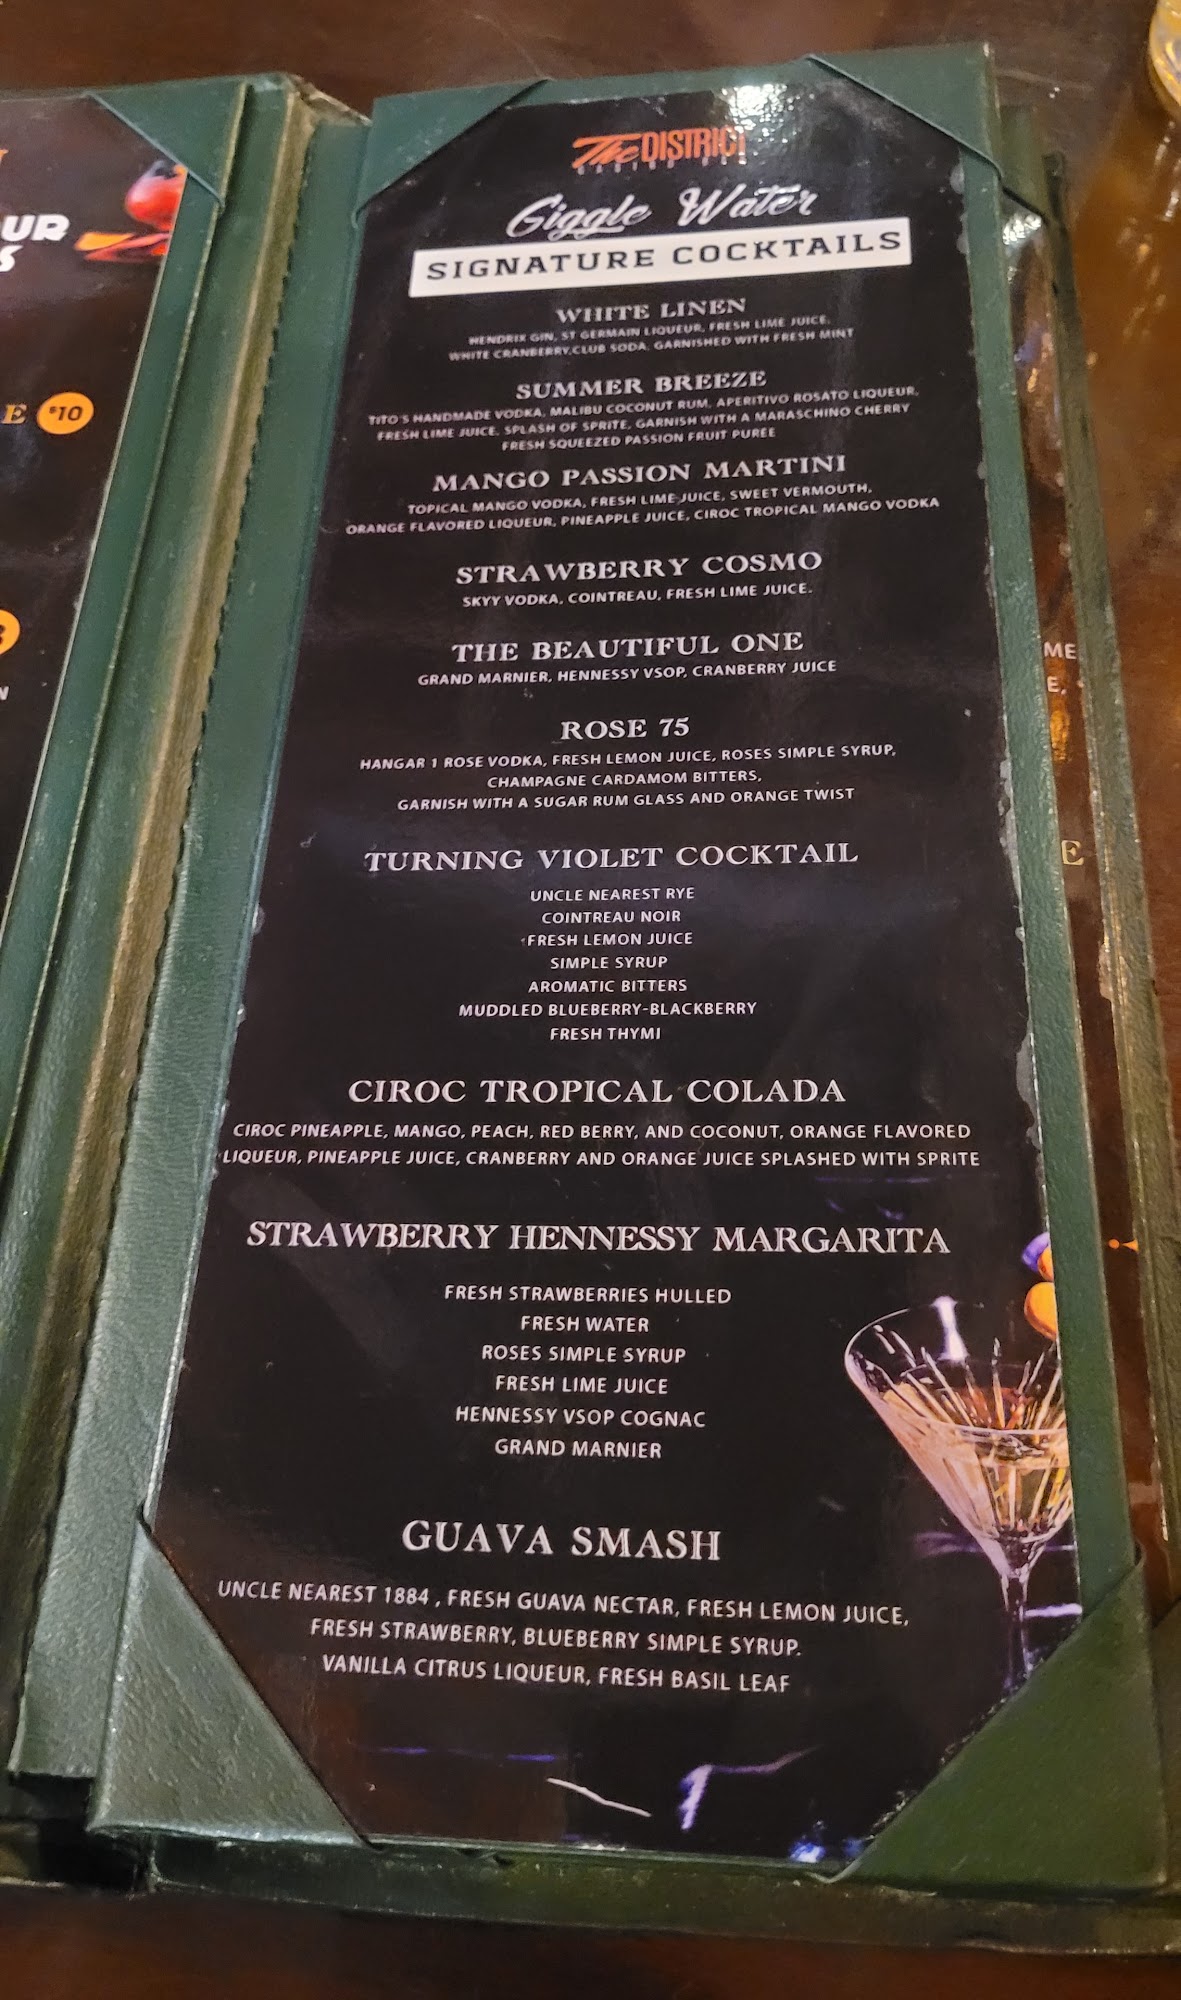 UR
S
E $10
N
The DISTRICT
Giggle Water
SIGNATURE COCKTAILS
WHITE LINEN
HENDRIX GIN, ST GERMAIN LIQUEUR, FRESH LIME JUICE,
WHITE CRANBERRY,CLUB SODA, GARNISHED WITH FRESH MINT
SUMMER BREEZE
TITO'S HANDMADE VODKA, MALIBU COCONUT RUM, APERITIVO ROSATO LIQUEUR,
FRESH LIME JUICE, SPLASH OF SPRITE, GARNISH WITH A MARASCHINO CHERRY
FRESH SQUEEZED PASSION FRUIT PUREE
MANGO PASSION MARTINI
TOPICAL MANGO VODKA, FRESH LIME JUICE, SWEET VERMOUTH,
ORANGE FLAVORED LIQUEUR, PINEAPPLE JUICE, CIROC TROPICAL MANGO VODKA
STRAWBERRY COSMO
SKYY VODKA, COINTREAU, FRESH LIME JUICE.
THE BEAUTIFUL ONE
GRAND MARNIER, HENNESSY VSOP, CRANBERRY JUICE
ROSE 75
HANGAR 1 ROSE VODKA, FRESH LEMON JUICE, ROSES SIMPLE SYRUP,
CHAMPAGNE CARDAMOM BITTERS,
GARNISH WITH A SUGAR RUM GLASS AND ORANGE TWIST
TURNING VIOLET COCKTAIL
UNCLE NEAREST RYE
COINTREAU NOIR
FRESH LEMON JUICE
SIMPLE SYRUP
AROMATIC BITTERS
MUDDLED BLUEBERRY-BLACKBERRY
FRESH THYMI
CIROC TROPICAL COLADA
CIROC PINEAPPLE, MANGO, PEACH, RED BERRY, AND COCONUT, ORANGE FLAVORED
LIQUEUR, PINEAPPLE JUICE, CRANBERRY AND ORANGE JUICE SPLASHED WITH SPRITE
STRAWBERRY HENNESSY MARGARITA
FRESH STRAWBERRIES HULLED
FRESH WATER
ROSES SIMPLE SYRUP
FRESH LIME JUICE
HENNESSY VSOP COGNAC
GRAND MARNIER
GUAVA SMASH
UNCLE NEAREST 1884 , FRESH GUAVA NECTAR, FRESH LEMON JUICE,
FRESH STRAWBERRY, BLUEBERRY SIMPLE SYRUP.
VANILLA CITRUS LIQUEUR, FRESH BASIL LEAF
ME
E,
E